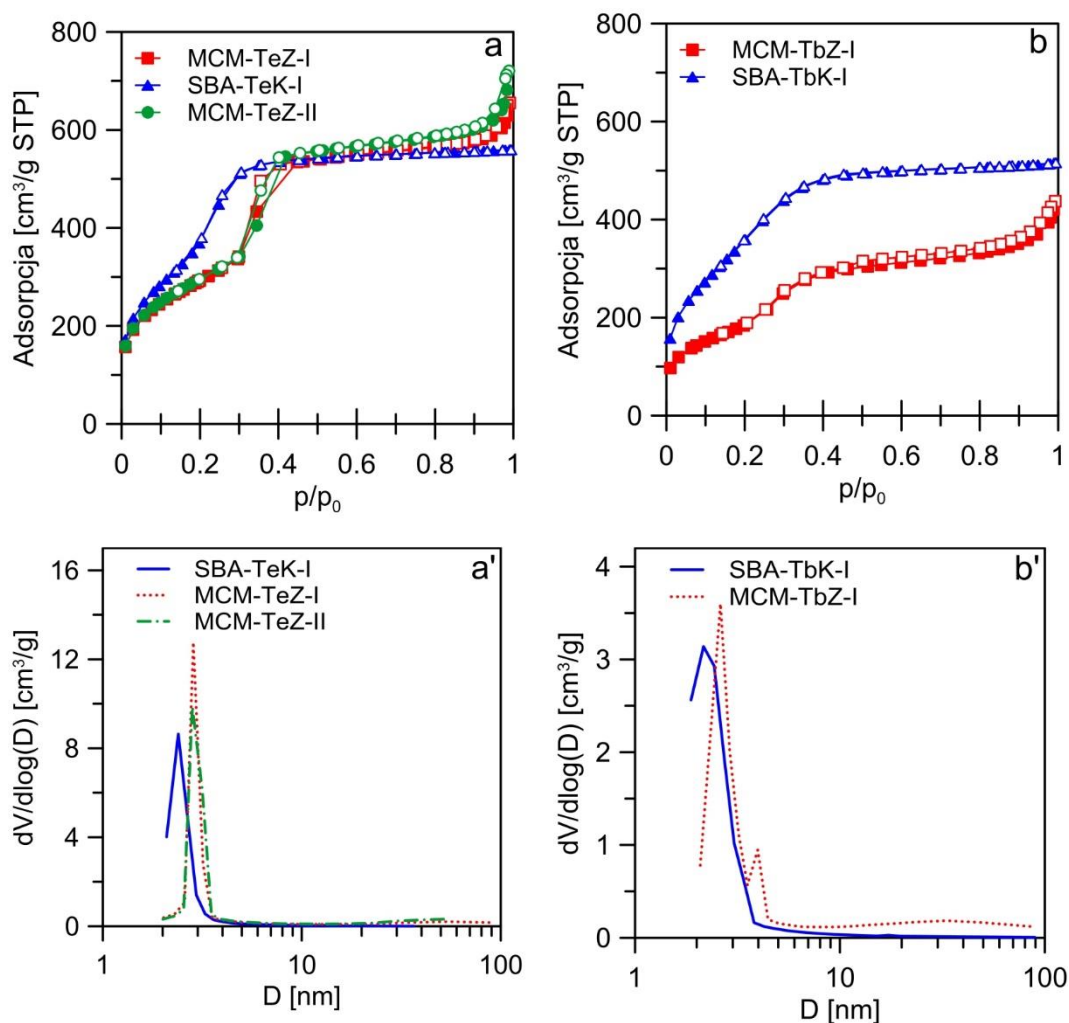 a
MCM-TeZ-I
SBA-TeK-I
MCM-TeZ-II
Adsorpcja [cm³/g STP]
800
600
400
200
0
0 0.2 0.4 0.6 0.8 1
p/p₀
b
MCM-TbZ-I
SBA-TbK-I
Adsorpcja [cm³/g STP]
800
600
400
200
0
0 0.2 0.4 0.6 0.8 1
p/p₀
a'
SBA-TeK-I
MCM-TeZ-I
MCM-TeZ-II
dV/dlog(D) [cm³/g]
16
12
8
4
0
1 10 100
D [nm]
b'
SBA-TbK-I
MCM-TbZ-I
dV/dlog(D) [cm³/g]
4
3
2
1
0
1 10 100
D [nm]